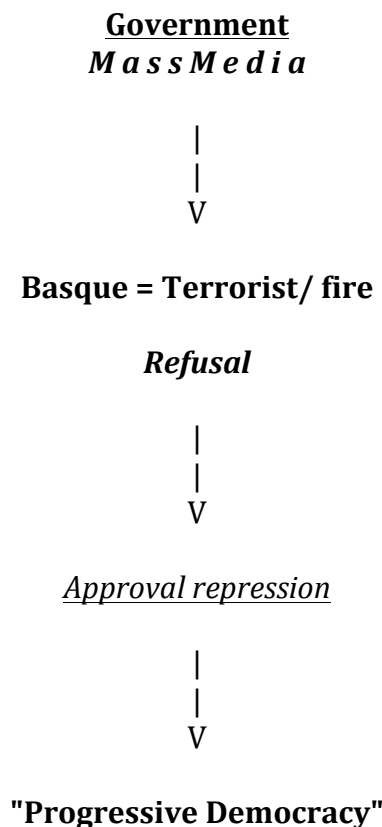 Government
M a s s M e d i a
|
|
V
Basque = Terrorist/ fire
Refusal
|
|
V
Approval repression
|
|
V
"Progressive Democracy"